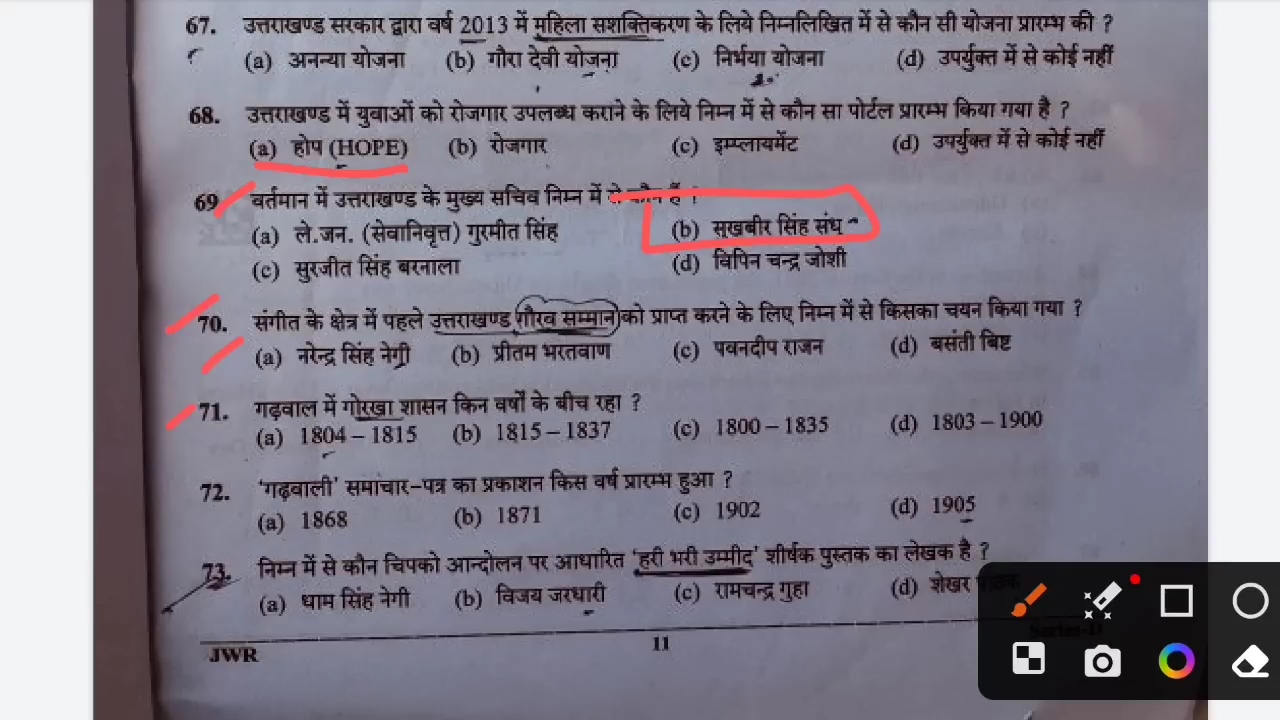 67. उत्तराखण्ड सरकार द्वारा वर्ष 2013 में महिला सशक्तिकरण के लिये निम्नलिखित में से कौन सी योजना प्रारम्भ की ?
(a) अनन्या योजना (b) गौरा देवी योजना (c) निर्भया योजना (d) उपर्युक्त में से कोई नहीं
68. उत्तराखण्ड में युवाओं को रोजगार उपलब्ध कराने के लिये निम्न में से कौन सा पोर्टल प्रारम्भ किया गया है ?
(a) होप (HOPE) (b) रोजगार (c) इम्प्लायमेंट (d) उपर्युक्त में से कोई नहीं
69 वर्तमान में उत्तराखण्ड के मुख्य सचिव निम्न में से कौन हैं ?
(a) ले.जन. (सेवानिवृत्त) गुरमीत सिंह (b) सुखबीर सिंह संधु
(c) सुरजीत सिंह बरनाला (d) विपिन चन्द्र जोशी
70. संगीत के क्षेत्र में पहले उत्तराखण्ड गौरव सम्मान को प्राप्त करने के लिए निम्न में से किसका चयन किया गया ?
(a) नरेन्द्र सिंह नेगी (b) प्रीतम भरतवाण (c) पवनदीप राजन (d) बसंती बिष्ट
71. गढ़वाल में गोरखा शासन किन वर्षों के बीच रहा ?
(a) 1804 – 1815 (b) 1815 – 1837 (c) 1800 – 1835 (d) 1803 – 1900
72. 'गढ़वाली' समाचार-पत्र का प्रकाशन किस वर्ष प्रारम्भ हुआ ?
(a) 1868 (b) 1871 (c) 1902 (d) 1905
73. निम्न में से कौन चिपको आन्दोलन पर आधारित 'हरी भरी उम्मीद' शीर्षक पुस्तक का लेखक है ?
(a) धाम सिंह नेगी (b) विजय जरधारी (c) रामचन्द्र गुहा (d) शेखर
JWR 11 Series-D